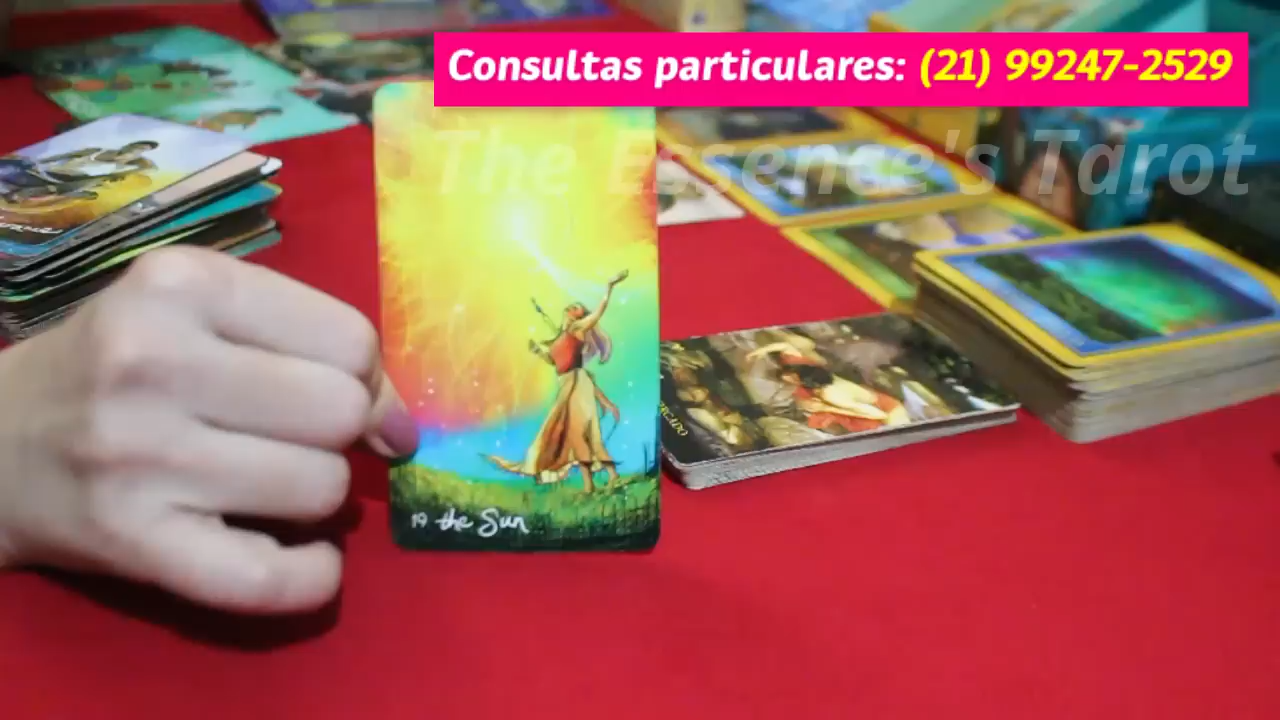 Consultas particulares: (21) 99247-2529
The Essence's Tarot
19 the Sun